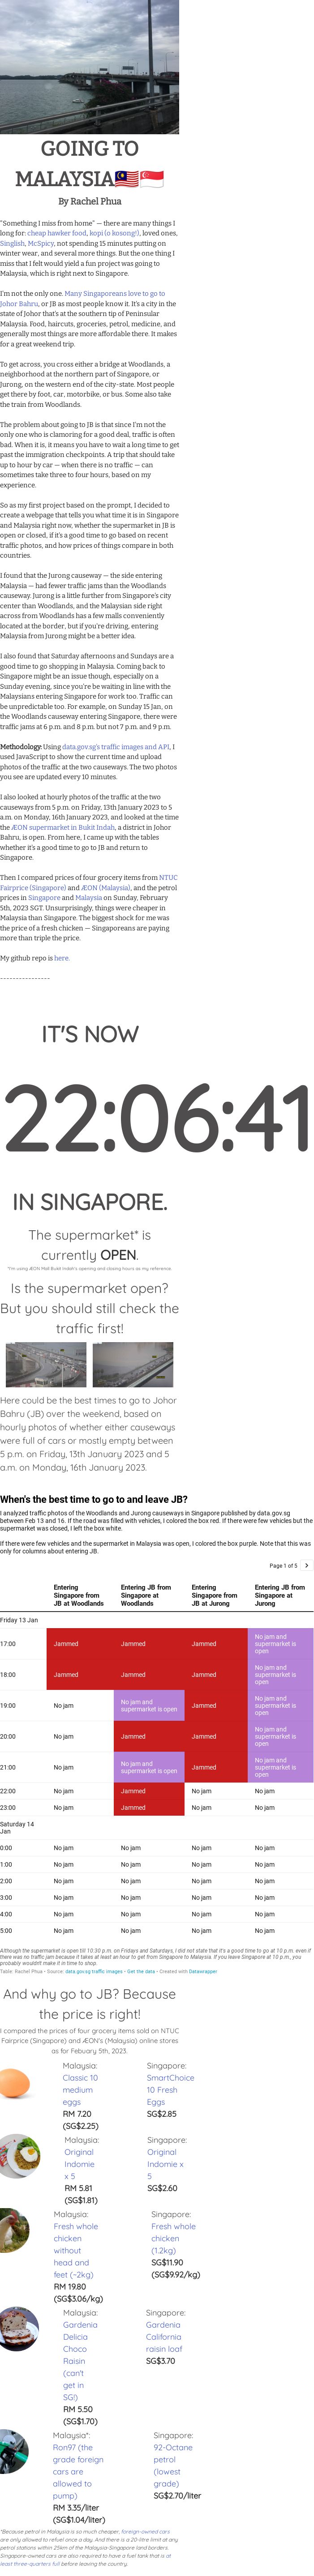 GOING TO
MALAYSIA🇲🇾🇸🇬
By Rachel Phua
"Something I miss from home" — there are many things I
long for: cheap hawker food, kopi (o kosong!), loved ones,
Singlish, McSpicy, not spending 15 minutes putting on
winter wear, and several more things. But the one thing I
miss that I felt would yield a fun project was going to
Malaysia, which is right next to Singapore.
I'm not the only one. Many Singaporeans love to go to
Johor Bahru, or JB as most people know it. It's a city in the
state of Johor that's at the southern tip of Peninsular
Malaysia. Food, haircuts, groceries, petrol, medicine, and
generally most things are more affordable there. It makes
for a great weekend trip.
To get across, you cross either a bridge at Woodlands, a
neighborhood at the northern part of Singapore, or
Jurong, on the western end of the city-state. Most people
get there by foot, car, motorbike, or bus. Some also take
the train from Woodlands.
The problem about going to JB is that since I'm not the
only one who is clamoring for a good deal, traffic is often
bad. When it is, it means you have to wait a long time to get
past the immigration checkpoints. A trip that should take
up to hour by car — when there is no traffic — can
sometimes take three to four hours, based on my
experience.
So as my first project based on the prompt, I decided to
create a webpage that tells you what time it is in Singapore
and Malaysia right now, whether the supermarket in JB is
open or closed, if it's a good time to go based on recent
traffic photos, and how prices of things compare in both
countries.
I found that the Jurong causeway — the side entering
Malaysia — had fewer traffic jams than the Woodlands
causeway. Jurong is a little further from Singapore's city
center than Woodlands, and the Malaysian side right
across from Woodlands has a few malls conveniently
located at the border, but if you're driving, entering
Malaysia from Jurong might be a better idea.
I also found that Saturday afternoons and Sundays are a
good time to go shopping in Malaysia. Coming back to
Singapore might be an issue though, especially on a
Sunday evening, since you're be waiting in line with the
Malaysians entering Singapore for work too. Traffic can
be unpredictable too. For example, on Sunday 15 Jan, on
the Woodlands causeway entering Singapore, there were
traffic jams at 6 p.m. and 8 p.m. but not 7 p.m. and 9 p.m.
Methodology: Using data.gov.sg's traffic images and API, I
used JavaScript to show the current time and upload
photos of the traffic at the two causeways. The two photos
you see are updated every 10 minutes.
I also looked at hourly photos of the traffic at the two
causeways from 5 p.m. on Friday, 13th January 2023 to 5
a.m. on Monday, 16th January 2023, and looked at the time
the ÆON supermarket in Bukit Indah, a district in Johor
Bahru, is open. From here, I came up with the tables
whether it's a good time to go to JB and return to
Singapore.
Then I compared prices of four grocery items from NTUC
Fairprice (Singapore) and ÆON (Malaysia), and the petrol
prices in Singapore and Malaysia on Sunday, February
5th, 2023 SGT. Unsurprisingly, things were cheaper in
Malaysia than Singapore. The biggest shock for me was
the price of a fresh chicken — Singaporeans are paying
more than triple the price.
My github repo is here.
----------------
IT'S NOW
22:06:41
IN SINGAPORE.
The supermarket* is
currently OPEN.
*I'm using ÆON Mall Bukit Indah's opening and closing hours as my reference.
Is the supermarket open?
But you should still check the
traffic first!
Here could be the best times to go to Johor
Bahru (JB) over the weekend, based on
hourly photos of whether either causeways
were full of cars or mostly empty between
5 p.m. on Friday, 13th January 2023 and 5
a.m. on Monday, 16th January 2023.
When's the best time to go to and leave JB?
I analyzed traffic photos of the Woodlands and Jurong causeways in Singapore published by data.gov.sg
between Feb 13 and 16. If the road was filled with vehicles, I colored the box red. If there were few vehicles but the
supermarket was closed, I left the box white.
If there were few vehicles and the supermarket in Malaysia was open, I colored the box purple. Note that this was
only for columns about entering JB.
Page 1 of 5 >
Entering Singapore from JB at Woodlands Entering JB from Singapore at Woodlands Entering Singapore from JB at Jurong Entering JB from Singapore at Jurong
Friday 13 Jan
17:00 Jammed Jammed Jammed No jam and supermarket is open
18:00 Jammed Jammed Jammed No jam and supermarket is open
19:00 No jam No jam and supermarket is open Jammed No jam and supermarket is open
20:00 No jam Jammed Jammed No jam and supermarket is open
21:00 No jam No jam and supermarket is open Jammed No jam and supermarket is open
22:00 No jam Jammed No jam No jam
23:00 No jam Jammed No jam No jam
Saturday 14 Jan
0:00 No jam No jam No jam No jam
1:00 No jam No jam No jam No jam
2:00 No jam No jam No jam No jam
3:00 No jam No jam No jam No jam
4:00 No jam No jam No jam No jam
5:00 No jam No jam No jam No jam
Although the supermarket is open till 10:30 p.m. on Fridays and Saturdays, I did not state that it's a good time to go at 10 p.m. even if
there was no traffic jam because it takes at least an hour to get from Singapore to Malaysia. If you leave Singapore at 10 p.m., you
probably wouldn't make it in time to shop.
Table: Rachel Phua • Source: data.gov.sg traffic images • Get the data • Created with Datawrapper
And why go to JB? Because
the price is right!
I compared the prices of four grocery items sold on NTUC
Fairprice (Singapore) and ÆON's (Malaysia) online stores
as for Febuary 5th, 2023.
Malaysia:
Classic 10
medium
eggs
RM 7.20
(SG$2.25)
Singapore:
SmartChoice
10 Fresh
Eggs
SG$2.85
Malaysia:
Original
Indomie
x 5
RM 5.81
(SG$1.81)
Singapore:
Original
Indomie x
5
SG$2.60
Malaysia:
Fresh whole
chicken
without
head and
feet (~2kg)
RM 19.80
(SG$3.06/kg)
Singapore:
Fresh whole
chicken
(1.2kg)
SG$11.90
(SG$9.92/kg)
Malaysia:
Gardenia
Delicia
Choco
Raisin
(can't
get in
SG!)
RM 5.50
(SG$1.70)
Singapore:
Gardenia
California
raisin loaf
SG$3.70
Malaysia*:
Ron97 (the
grade foreign
cars are
allowed to
pump)
RM 3.35/liter
(SG$1.04/liter)
Singapore:
92-Octane
petrol
(lowest
grade)
SG$2.70/liter
*Because petrol in Malaysia is so much cheaper, foreign-owned cars
are only allowed to refuel once a day. And there is a 20-litre limit at any
petrol stations within 25km of the Malaysia-Singapore land borders.
Singapore-owned cars are also required to have a fuel tank that is at
least three-quarters full before leaving the country.